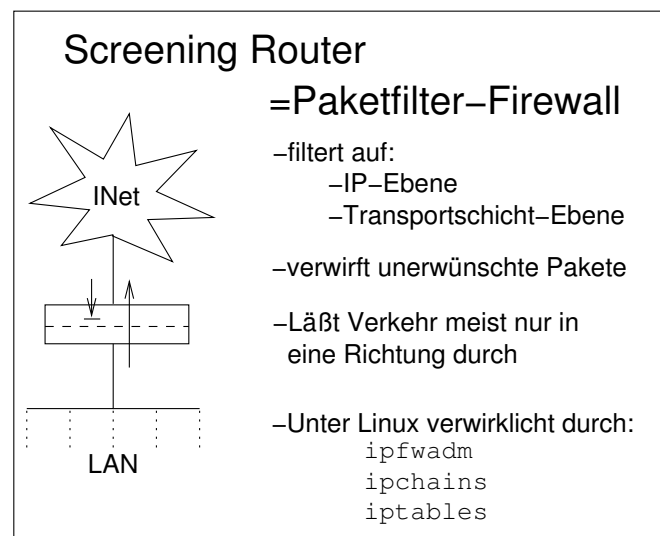 Screening Router
=Paketfilter–Firewall
INet
–filtert auf:
–IP–Ebene
–Transportschicht–Ebene
–verwirft unerwünschte Pakete
–Läßt Verkehr meist nur in
eine Richtung durch
–Unter Linux verwirklicht durch:
ipfwadm
ipchains
iptables
LAN